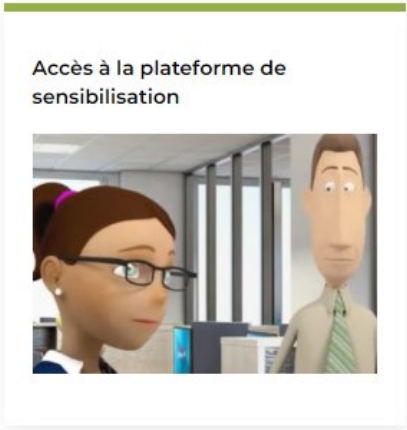 Accès à la plateforme de
sensibilisation